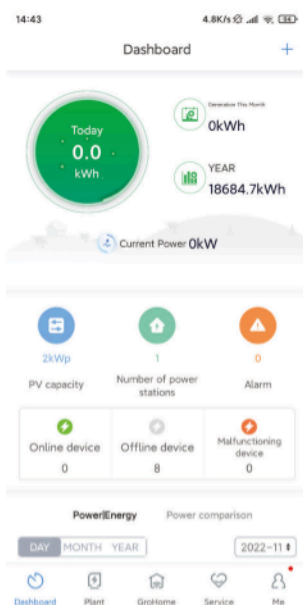 14:43
4.8K/s 84
Dashboard
+
Today
0.0
kWh
Generation This Month
0kWh
YEAR
18684.7kWh
Current Power 0kW
2kWp
1
0
PV capacity
Number of power
stations
Alarm
Online device
0
Offline device
8
Malfunctioning
device
0
Power/Energy
Power comparison
DAY MONTH YEAR
2022-11
Dashboard
Plant
GroHome
Service
Me